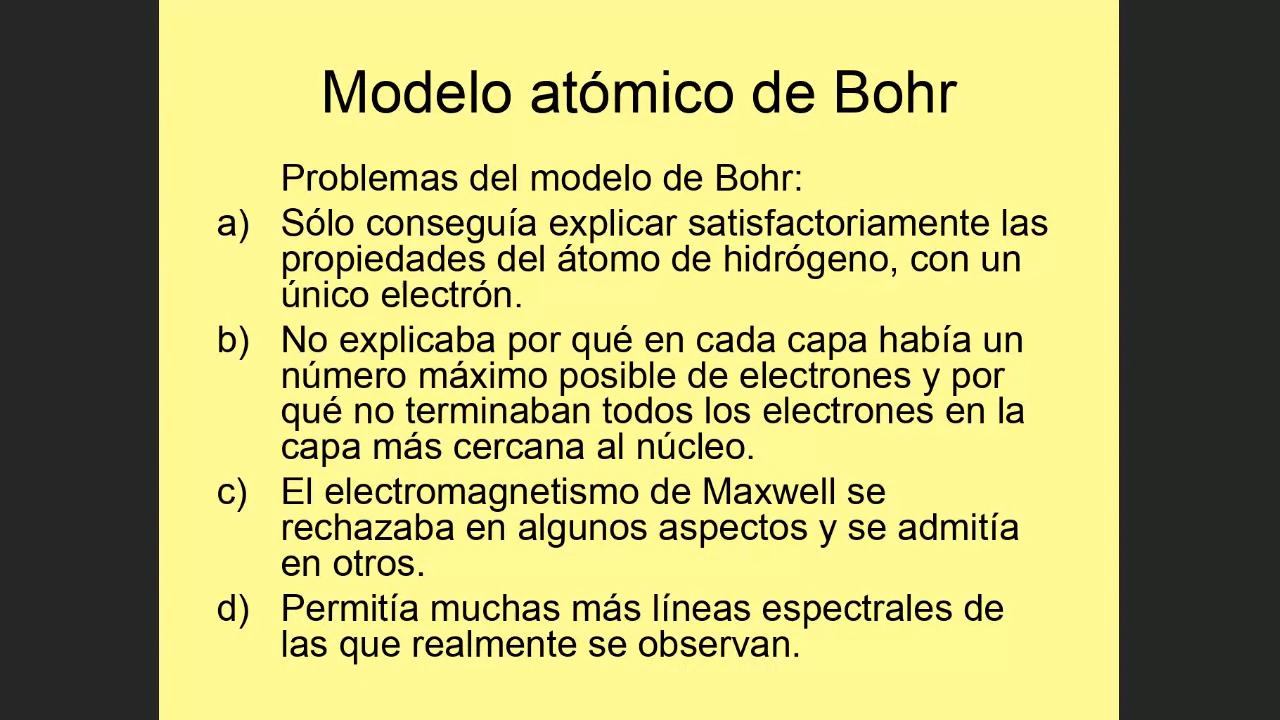 Modelo atómico de Bohr
Problemas del modelo de Bohr:
a) Sólo conseguía explicar satisfactoriamente las
propiedades del átomo de hidrógeno, con un
único electrón.
b) No explicaba por qué en cada capa había un
número máximo posible de electrones y por
qué no terminaban todos los electrones en la
capa más cercana al núcleo.
c) El electromagnetismo de Maxwell se
rechazaba en algunos aspectos y se admitía
en otros.
d) Permitía muchas más líneas espectrales de
las que realmente se observan.